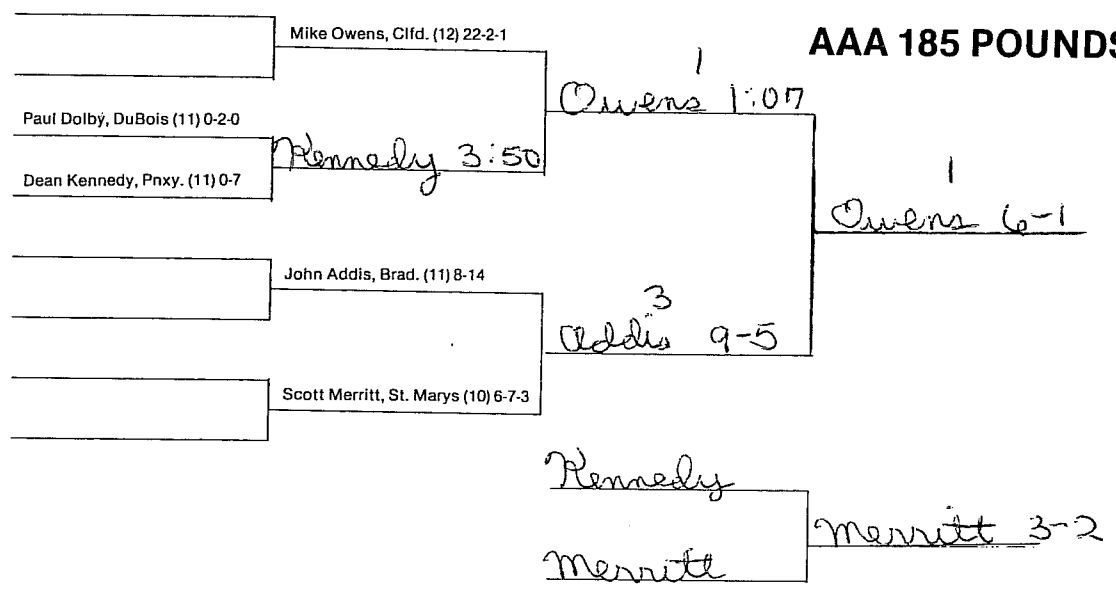 Mike Owens, Clfd. (12) 22-2-1
AAA 185 POUNDS
1
Owens 1:07
Paul Dolby, DuBois (11) 0-2-0
Kennedy 3:50
Dean Kennedy, Pnxy. (11) 0-7
1
Owens 6-1
John Addis, Brad. (11) 8-14
3
Addis 9-5
Scott Merritt, St. Marys (10) 6-7-3
Kennedy
Merritt 3-2
Merritt